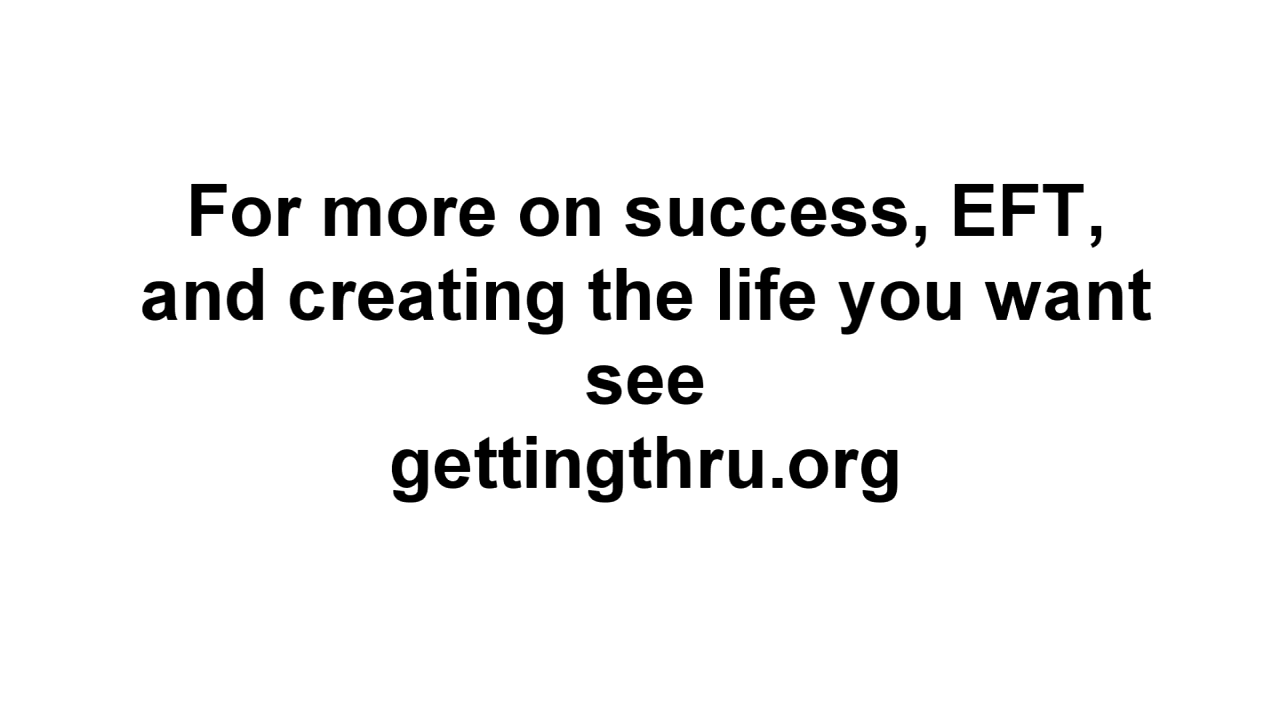 For more on success, EFT,
and creating the life you want
see
gettingthru.org